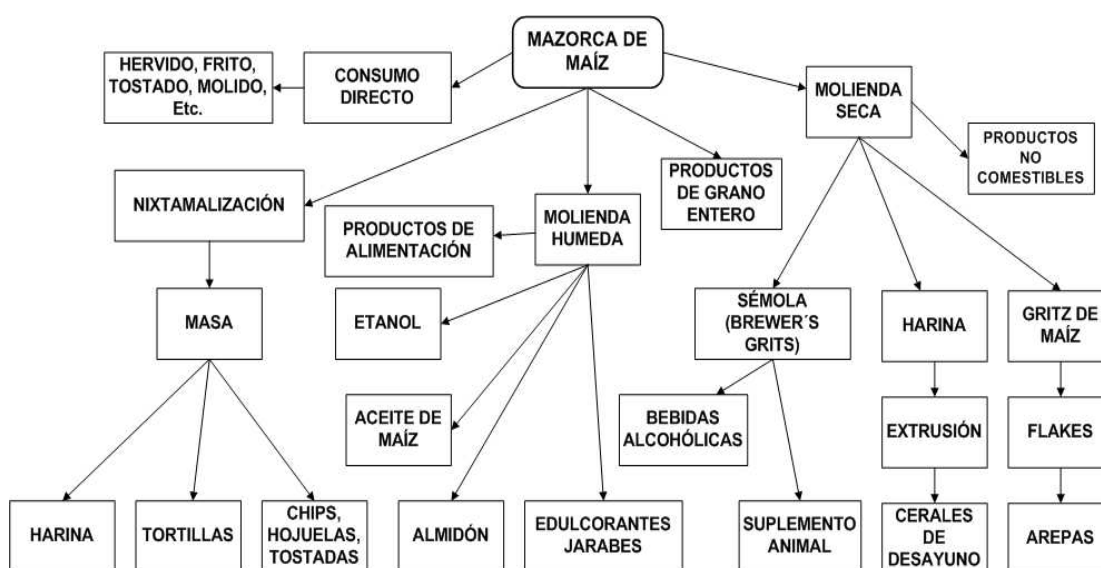 MAZORCA DE
MAÍZ
HERVIDO, FRITO,
TOSTADO, MOLIDO,
Etc.
CONSUMO
DIRECTO
MOLIENDA
SECA
PRODUCTOS
NO
COMESTIBLES
NIXTAMALIZACIÓN
PRODUCTOS DE
ALIMENTACIÓN
MOLIENDA
HUMEDA
PRODUCTOS
DE GRANO
ENTERO
MASA
ETANOL
SÉMOLA
(BREWER´S
GRITS)
HARINA
GRITZ DE
MAÍZ
ACEITE DE
MAÍZ
BEBIDAS
ALCOHÓLICAS
EXTRUSIÓN
FLAKES
HARINA
TORTILLAS
CHIPS,
HOJUELAS,
TOSTADAS
ALMIDÓN
EDULCORANTES
JARABES
SUPLEMENTO
ANIMAL
CERALES
DE
DESAYUNO
AREPAS